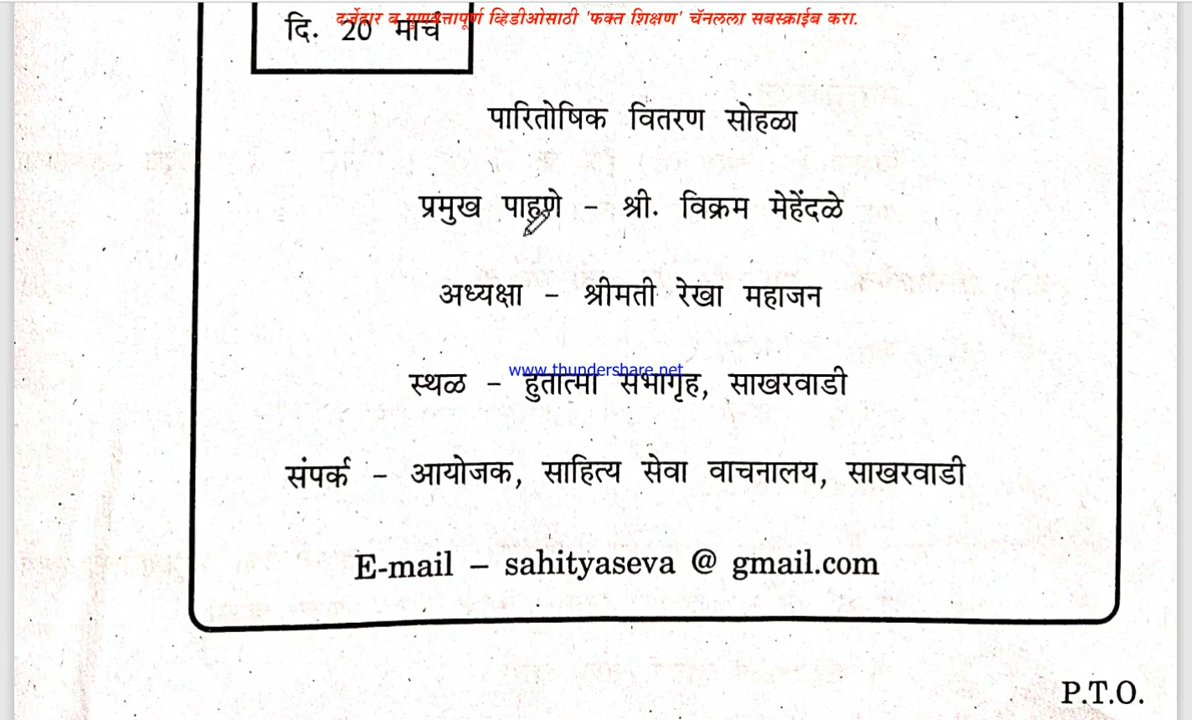 दर्जेदार व गुणवत्तापूर्ण व्हिडीओसाठी 'फक्त शिक्षण' चॅनलला सबस्क्राईब करा.
दि. 20 मार्च
पारितोषिक वितरण सोहळा
प्रमुख पाहुणे - श्री. विक्रम मेहेंदळे
अध्यक्षा - श्रीमती रेखा महाजन
www.thundershare.net
स्थळ - हुतात्मा सभागृह, साखरवाडी
संपर्क - आयोजक, साहित्य सेवा वाचनालय, साखरवाडी
E-mail – sahityaseva @ gmail.com
P.T.O.